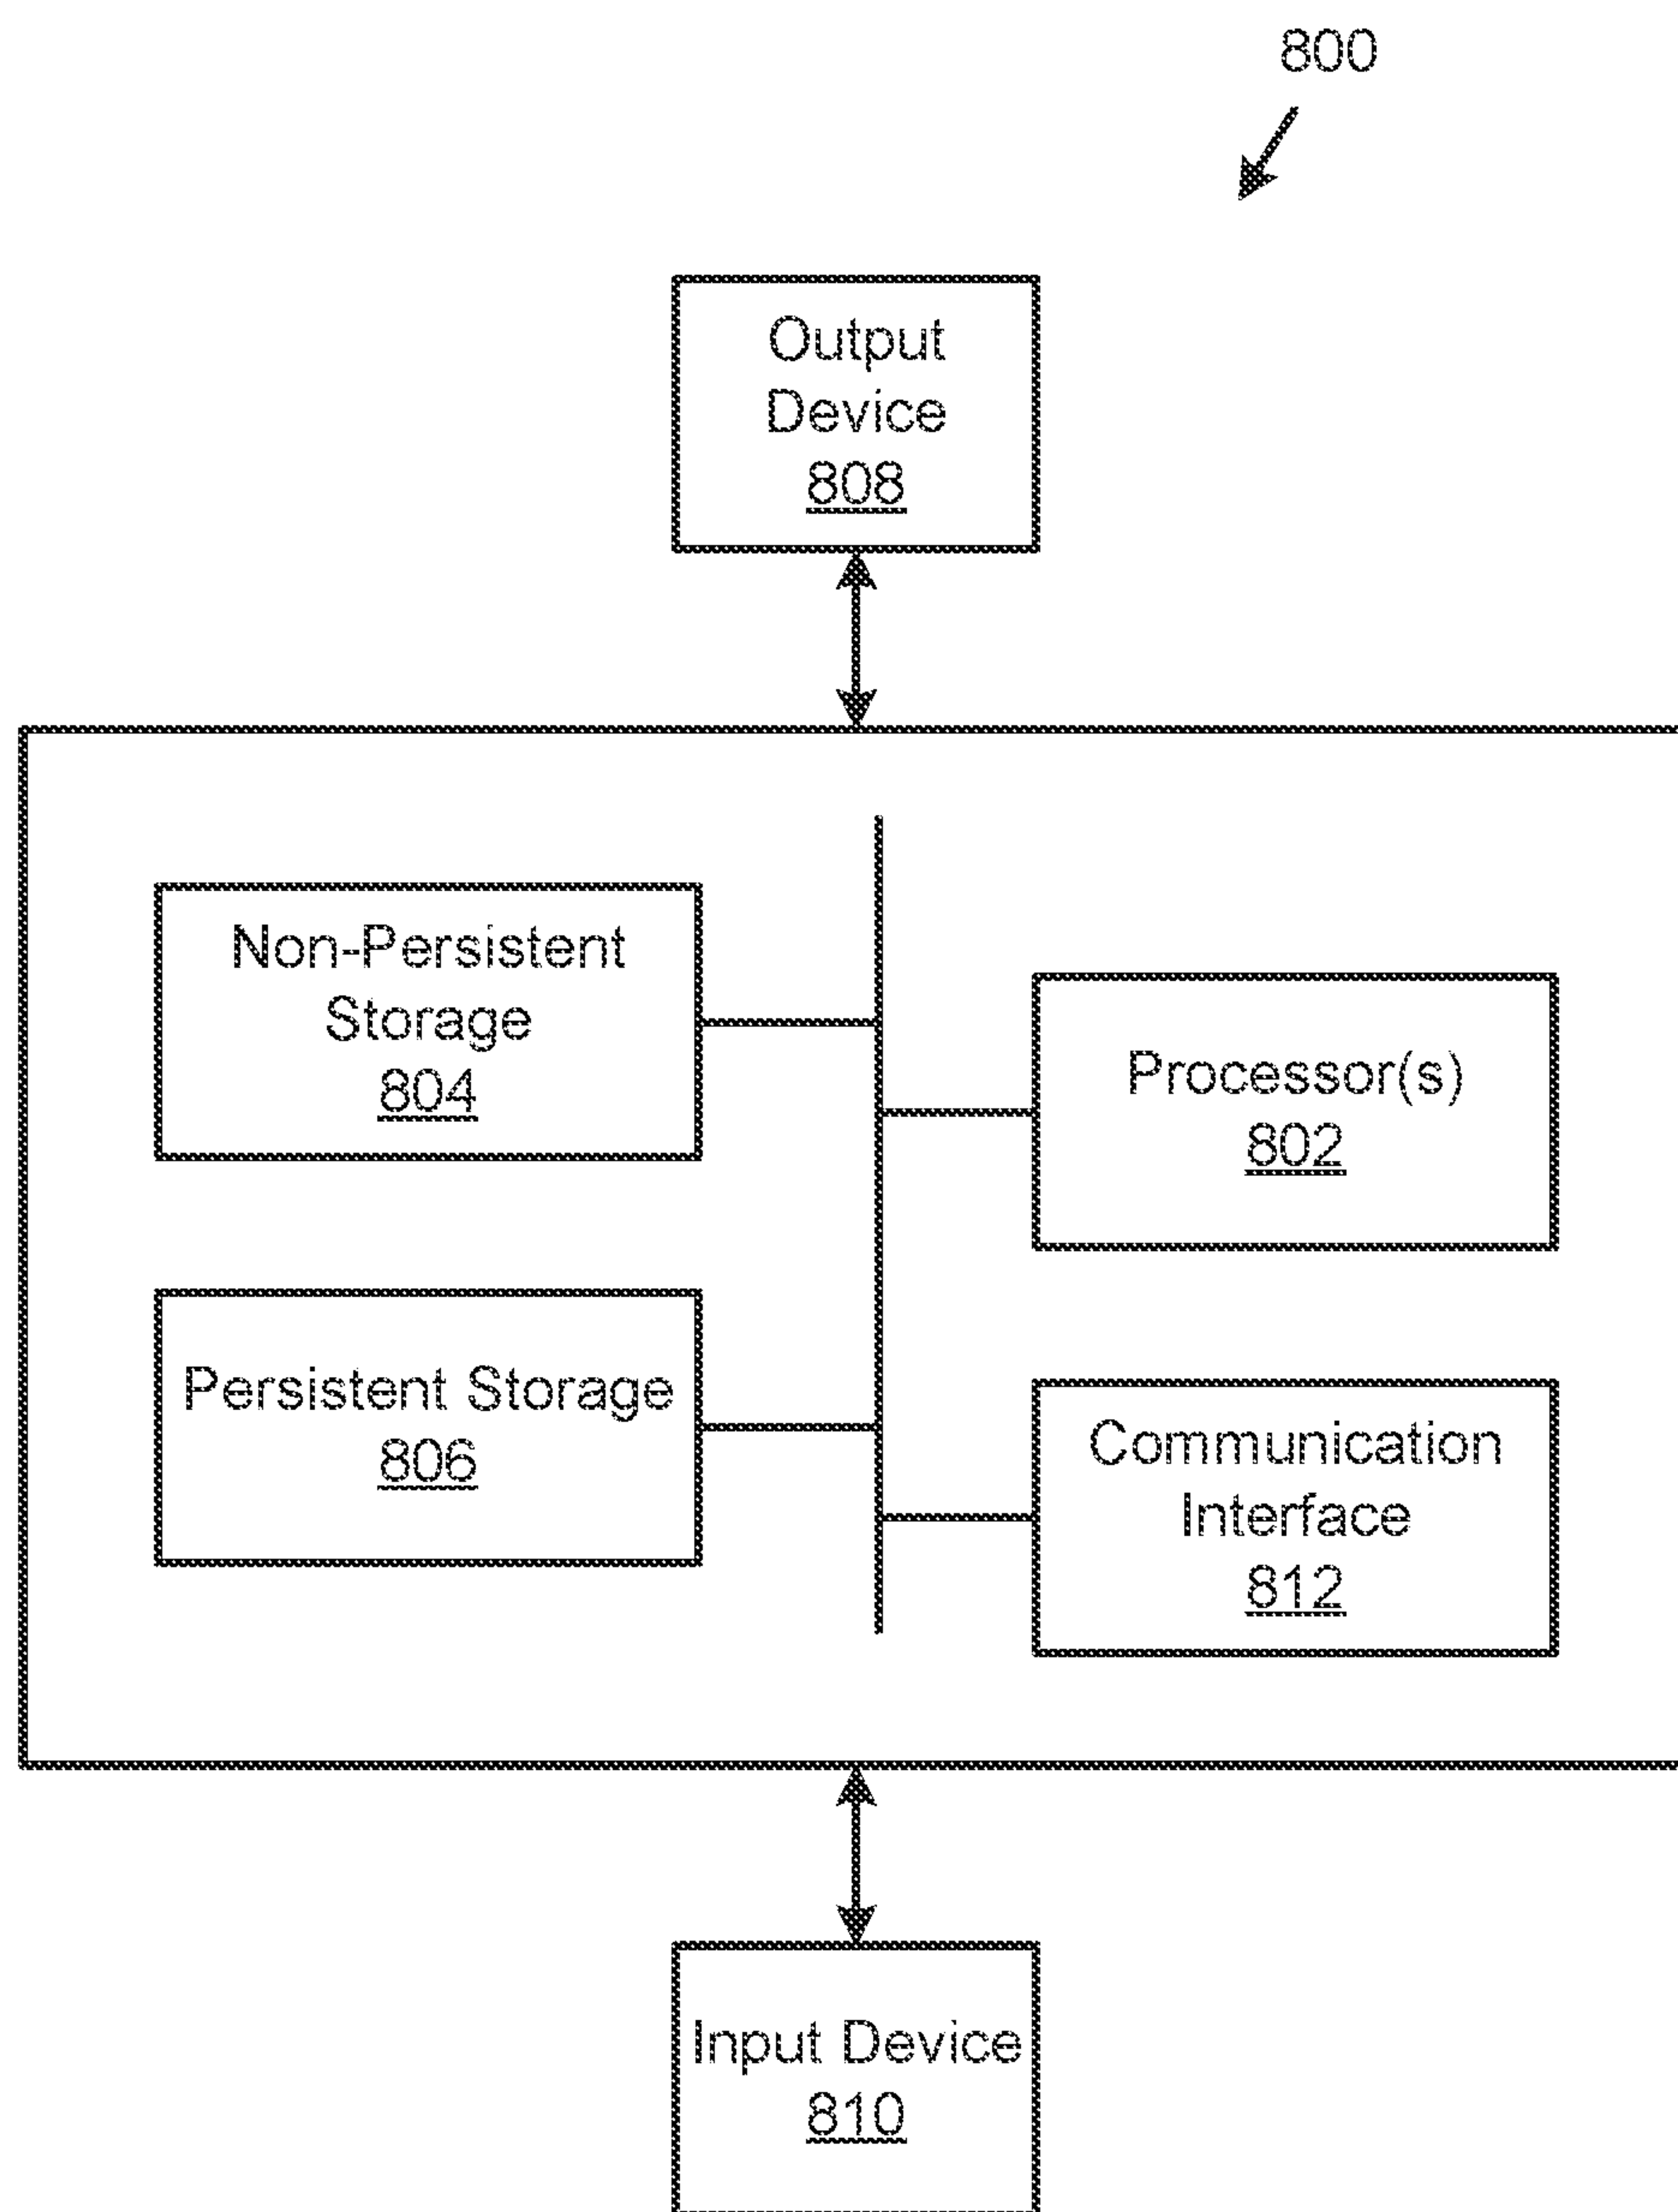 800
Output
Device
808
Non-Persistent
Storage
804
Processor(s)
802
Persistent Storage
806
Communication
Interface
812
Input Device
810